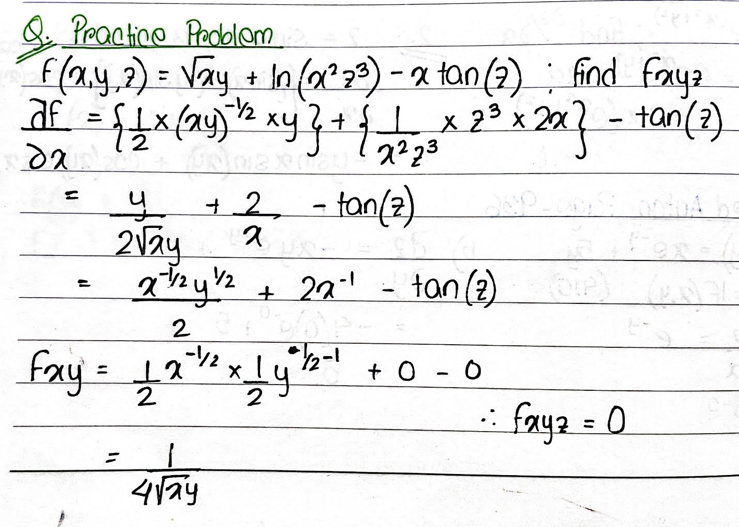 Q. Practice Problem
f(x,y,z) = √xy + ln(x²z³) - x tan(z) ; find fxyz
∂f/∂x = {1/2 × (xy)^-1/2 × y} + {1/x²z³ × z³ × 2x} - tan(z)
= y/2√xy + 2/x - tan(z)
= x^-1/2 y^1/2 / 2 + 2x^-1 - tan(z)
fxy = 1/2 x^-1/2 × 1/2 y^1/2-1 + 0 - 0
∴ fxyz = 0
= 1/4√xy